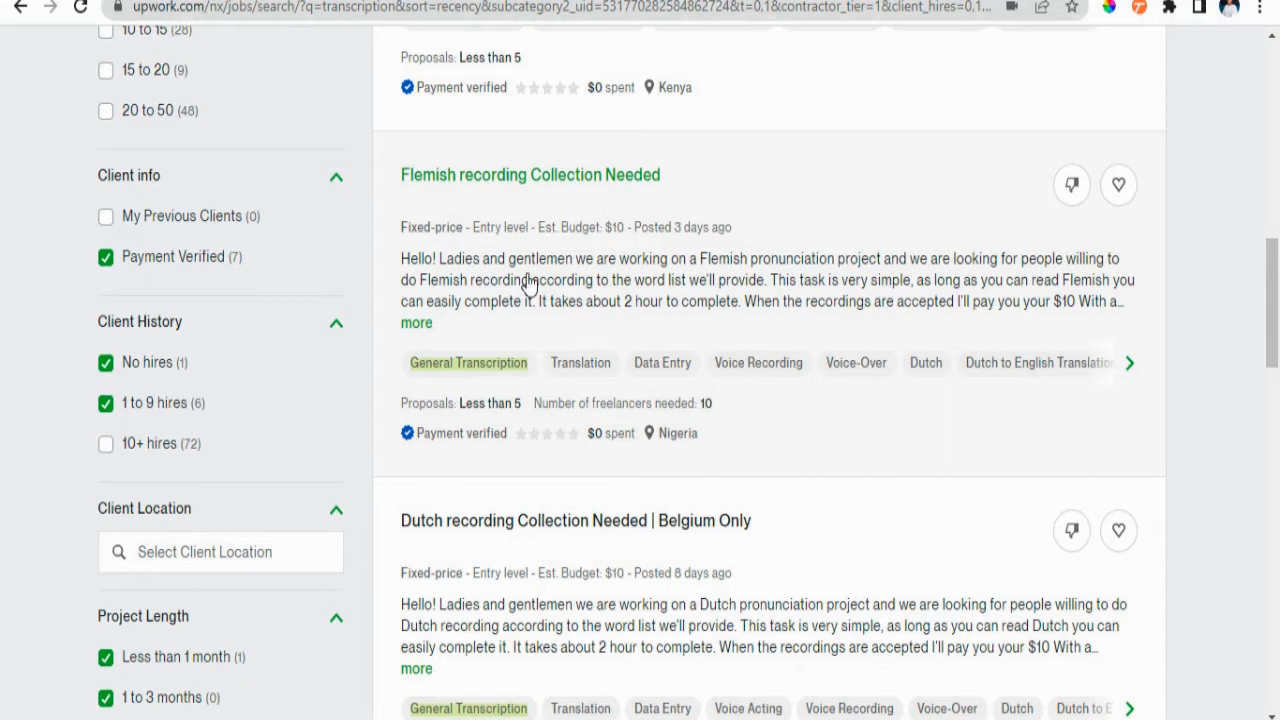 upwork.com/nx/jobs/search/?q=transcription&sort=recency&subcategory2_uid=531770282584862724&t=0,1&contractor_tier=1&client_hires=0,1...
10 to 15 (28)
15 to 20 (9)
20 to 50 (48)
Client info
My Previous Clients (0)
Payment Verified (7)
Client History
No hires (1)
1 to 9 hires (6)
10+ hires (72)
Client Location
Select Client Location
Project Length
Less than 1 month (1)
1 to 3 months (0)
Proposals: Less than 5
Payment verified $0 spent Kenya
Flemish recording Collection Needed
Fixed-price - Entry level - Est. Budget: $10 - Posted 3 days ago
Hello! Ladies and gentlemen we are working on a Flemish pronunciation project and we are looking for people willing to
do Flemish recording according to the word list we'll provide. This task is very simple, as long as you can read Flemish you
can easily complete it. It takes about 2 hour to complete. When the recordings are accepted I'll pay you your $10 With a...
more
General Transcription Translation Data Entry Voice Recording Voice-Over Dutch Dutch to English Translation
Proposals: Less than 5 Number of freelancers needed: 10
Payment verified $0 spent Nigeria
Dutch recording Collection Needed | Belgium Only
Fixed-price - Entry level - Est. Budget: $10 - Posted 8 days ago
Hello! Ladies and gentlemen we are working on a Dutch pronunciation project and we are looking for people willing to do
Dutch recording according to the word list we'll provide. This task is very simple, as long as you can read Dutch you can
easily complete it. It takes about 2 hour to complete. When the recordings are accepted I'll pay you your $10 With a...
more
General Transcription Translation Data Entry Voice Acting Voice Recording Voice-Over Dutch Dutch to E